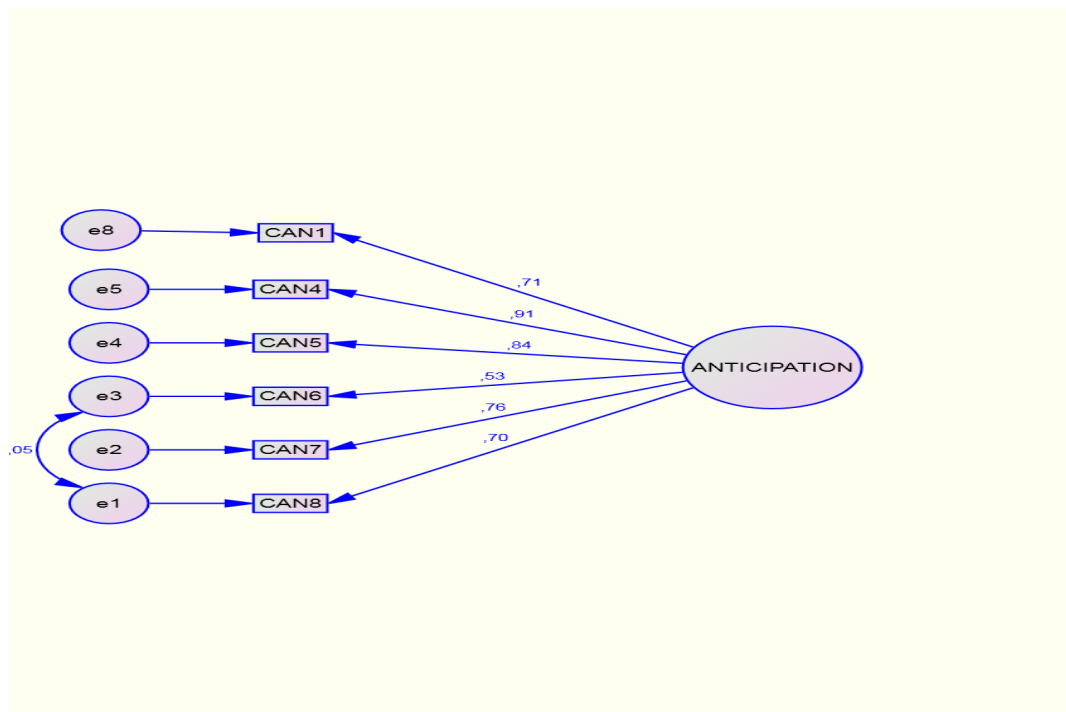 e8 CAN1
,71
e5 CAN4
,91
e4 CAN5
,84
ANTICIPATION
e3 CAN6
,53
,76
,05
e2 CAN7
,70
e1 CAN8